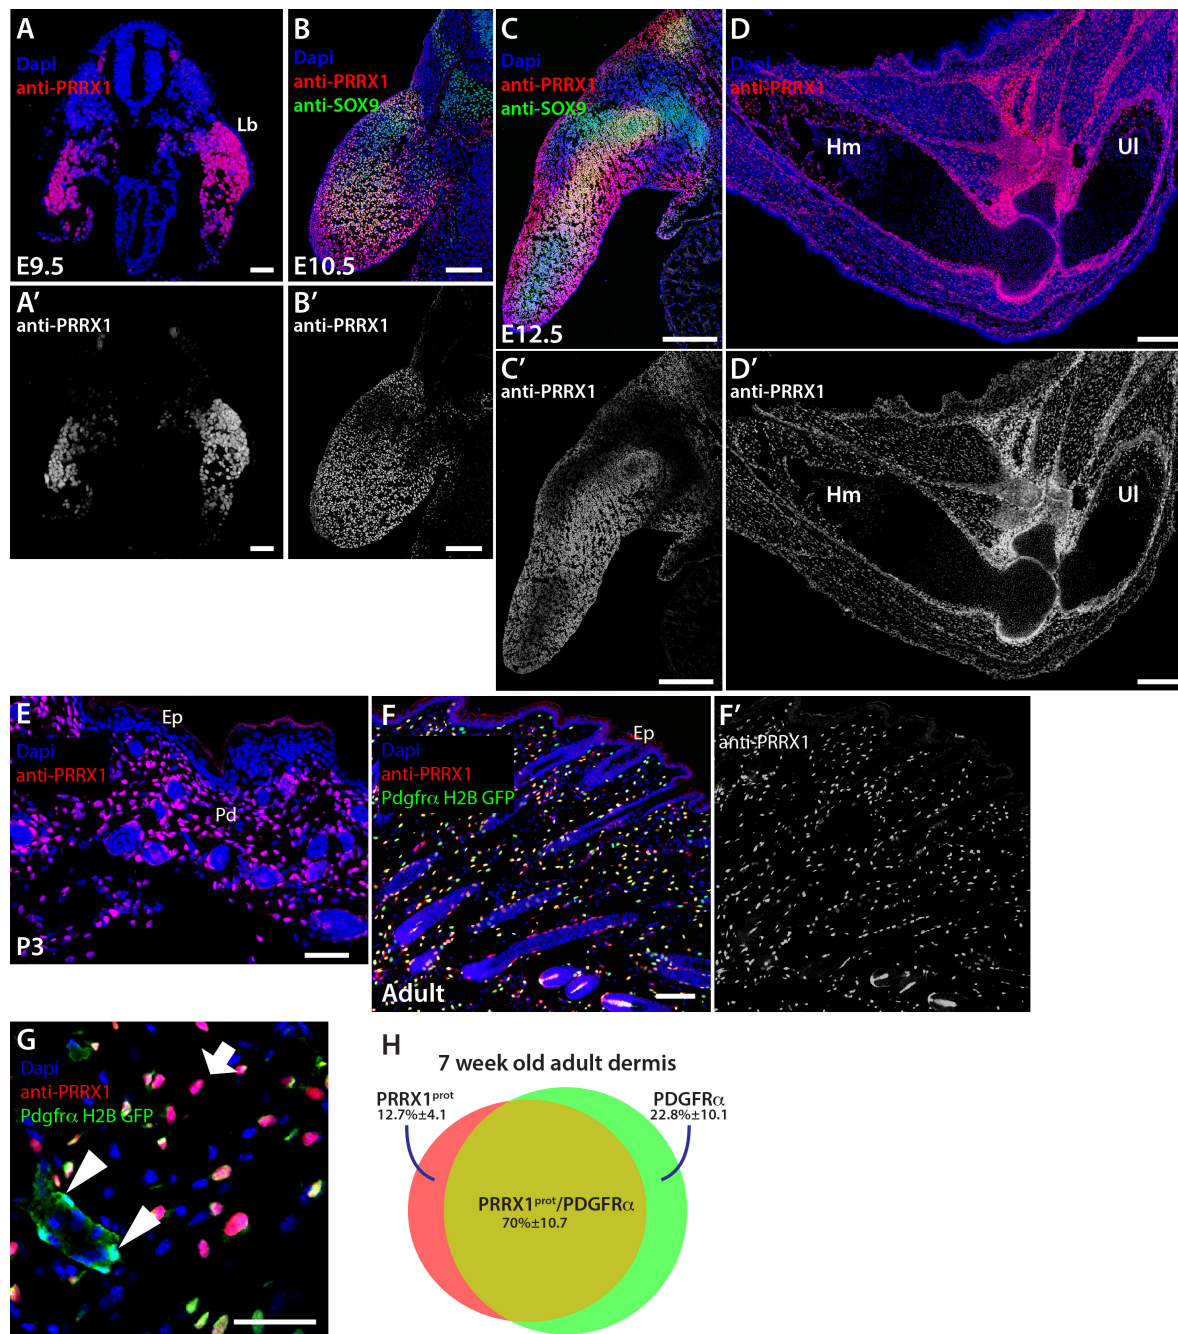 A
Dapi
anti-PRRX1
Lb
E9.5
B
Dapi
anti-PRRX1
anti-SOX9
E10.5
C
Dapi
anti-PRRX1
anti-SOX9
E12.5
D
Dapi
anti-PRRX1
Hm
Ul
A'
anti-PRRX1
B'
anti-PRRX1
C'
anti-PRRX1
D'
anti-PRRX1
Hm
Ul
E
Ep
Dapi
anti-PRRX1
Pd
P3
F
Ep
Dapi
anti-PRRX1
Pdgfrα H2B GFP
Adult
F'
anti-PRRX1
G
Dapi
anti-PRRX1
Pdgfrα H2B GFP
H
7 week old adult dermis
PRRX1prot
12.7%±4.1
PDGFRα
22.8%±10.1
PRRX1prot/PDGFRα
70%±10.7